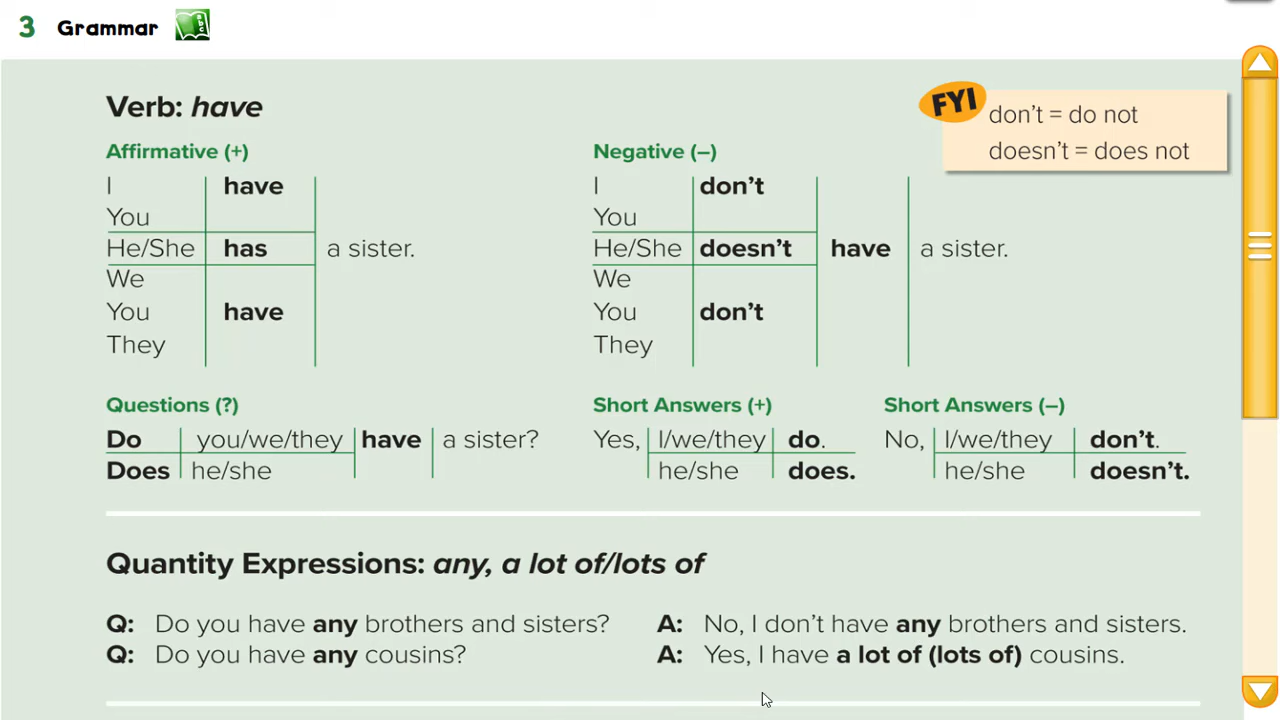 3 Grammar
Verb: have
FYI
don't = do not
doesn't = does not
Affirmative (+)
I have
You
He/She has a sister.
We
You have
They
Negative (–)
I don't
You
He/She doesn't have a sister.
We
You don't
They
Questions (?)
Do you/we/they have a sister?
Does he/she
Short Answers (+)
Yes, I/we/they do.
he/she does.
Short Answers (–)
No, I/we/they don't.
he/she doesn't.
Quantity Expressions: any, a lot of/lots of
Q: Do you have any brothers and sisters? A: No, I don't have any brothers and sisters.
Q: Do you have any cousins? A: Yes, I have a lot of (lots of) cousins.